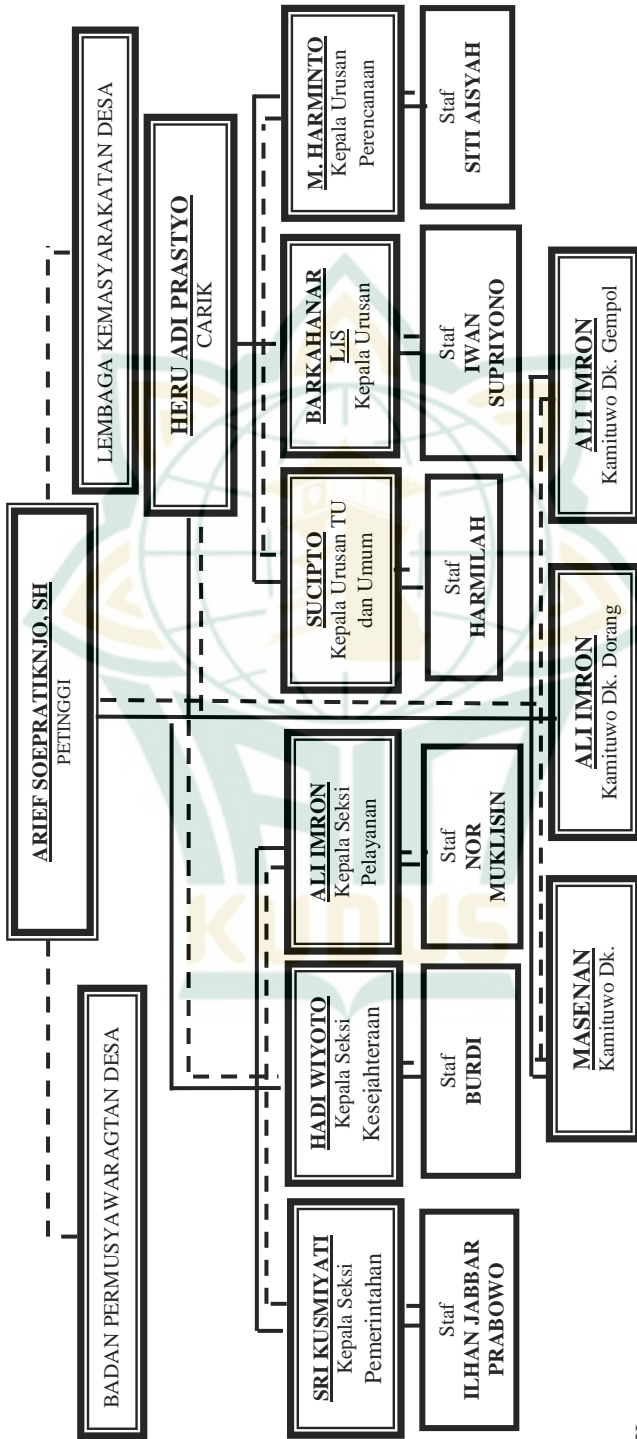 ARIEF SOEPRATIKNJO, SH
PETINGGI
BADAN PERMUSYAWARAGTAN DESA
LEMBAGA KEMASYARAKATAN DESA
HERU ADI PRASTYO
CARIK
SRI KUSMIYATI
Kepala Seksi
Pemerintahan
HADI WIYOTO
Kepala Seksi
Kesejahteraan
ALI IMRON
Kepala Seksi
Pelayanan
SUCIPTO
Kepala Urusan TU
dan Umum
BARKAHANAR
LIS
Kepala Urusan
M. HARMINTO
Kepala Urusan
Perencanaan
Staf
ILHAN JABBAR
PRABOWO
Staf
BURDI
Staf
NOR
MUKLISIN
Staf
HARMILAH
Staf
IWAN
SUPRIYONO
Staf
SITI AISYAH
MASENAN
Kamituwo Dk.
ALI IMRON
Kamituwo Dk. Dorang
ALI IMRON
Kamituwo Dk. Gempol
KUDUS